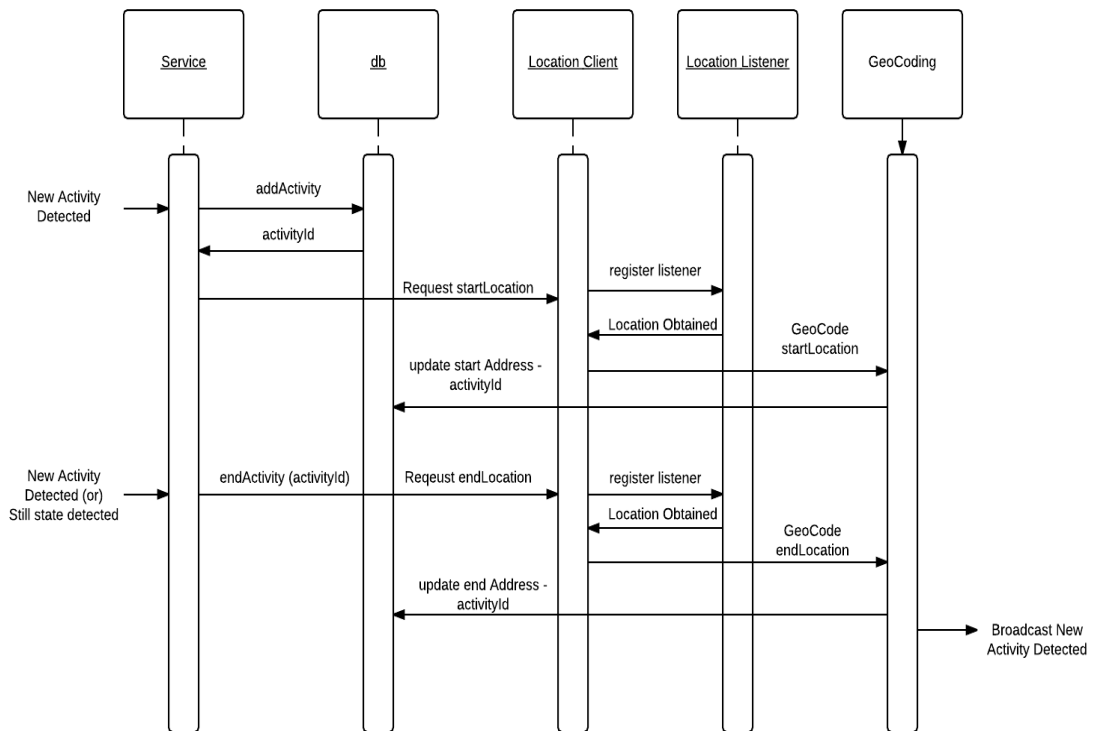 Service
db
Location Client
Location Listener
GeoCoding
New Activity
Detected
addActivity
activityId
Request startLocation
register listener
Location Obtained
GeoCode
startLocation
update start Address -
activityId
New Activity
Detected (or)
Still state detected
endActivity (activityId)
Reqeust endLocation
register listener
Location Obtained
GeoCode
endLocation
update end Address -
activityId
Broadcast New
Activity Detected